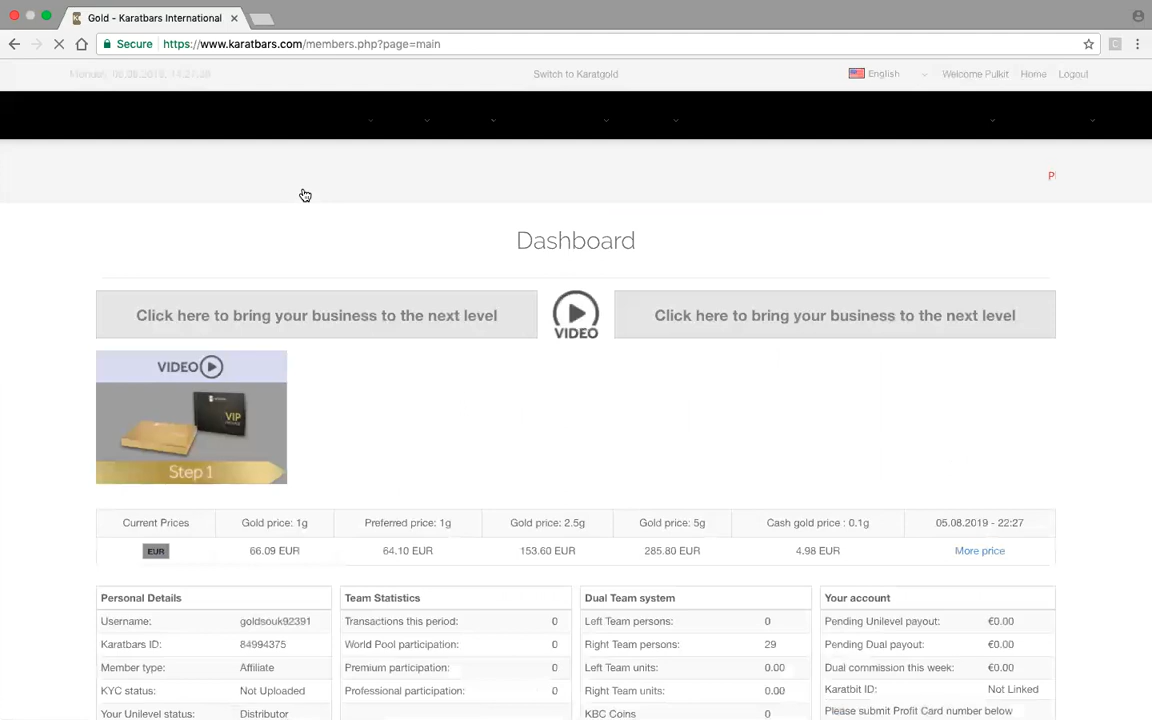 Gold - Karatbars International
Secure https://www.karatbars.com/members.php?page=main
Switch to Karatgold English Welcome Pulkit Home Logout
P
Dashboard
Click here to bring your business to the next level VIDEO Click here to bring your business to the next level
VIDEO
VIP
Step 1
Current Prices Gold price: 1g Preferred price: 1g Gold price: 2.5g Gold price: 5g Cash gold price : 0.1g 05.08.2019 - 22:27
EUR 66.09 EUR 64.10 EUR 153.60 EUR 285.80 EUR 4.98 EUR More price
Personal Details Team Statistics Dual Team system Your account
Username: goldsouk92391 Transactions this period: 0 Left Team persons: 0 Pending Unilevel payout: €0.00
Karatbars ID: 84994375 World Pool participation: 0 Right Team persons: 29 Pending Dual payout: €0.00
Member type: Affiliate Premium participation: 0 Left Team units: 0.00 Dual commission this week: €0.00
KYC status: Not Uploaded Professional participation: 0 Right Team units: 0.00 Karatbit ID: Not Linked
Your Unilevel status: Distributor KBC Coins 0 Please submit Profit Card number below